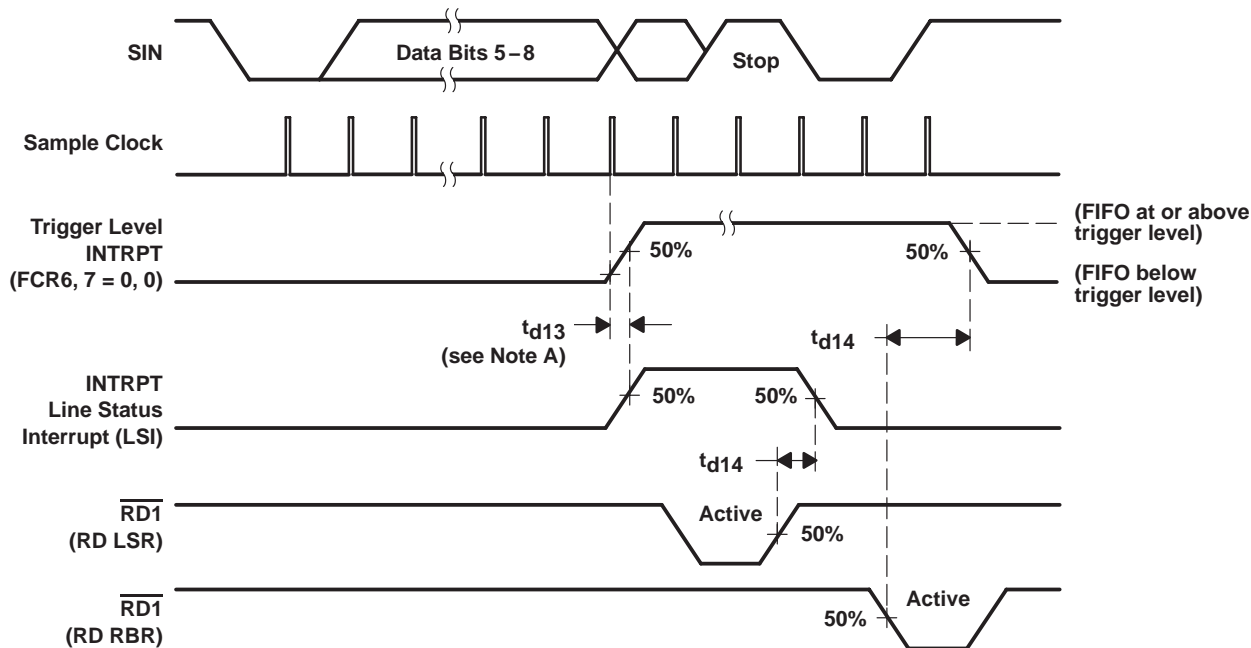 SIN
Data Bits 5–8
Stop
Sample Clock
Trigger Level
INTRPT
(FCR6, 7 = 0, 0)
50%
50%
(FIFO at or above
trigger level)
(FIFO below
trigger level)
td13
(see Note A)
td14
INTRPT
Line Status
Interrupt (LSI)
50%
50%
td14
RD1
(RD LSR)
Active
50%
RD1
(RD RBR)
50%
Active